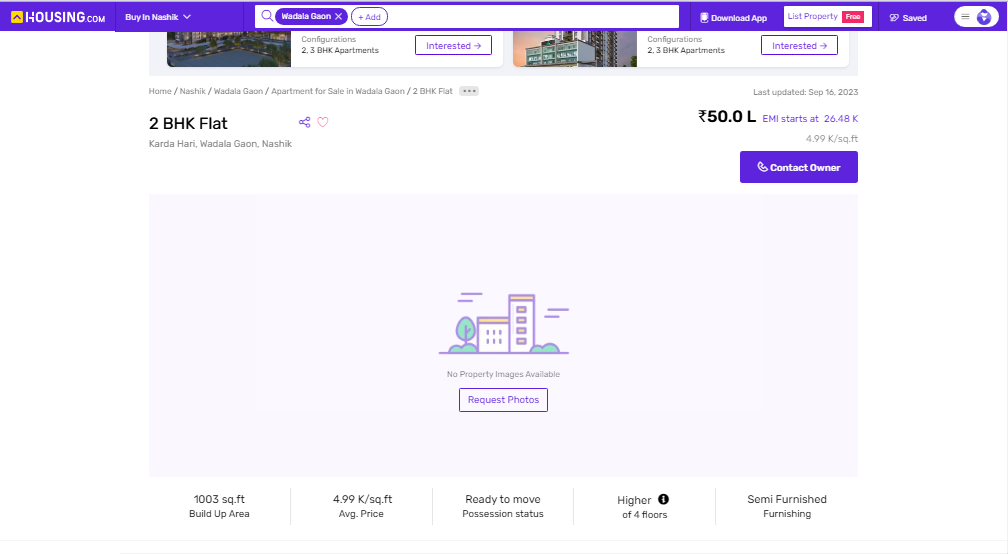 HOUSING.COM
Buy In Nashik
Wadala Gaon
+ Add
Download App
List Property Free
Saved
Configurations
2, 3 BHK Apartments
Interested →
Configurations
2, 3 BHK Apartments
Interested →
Home / Nashik / Wadala Gaon / Apartment for Sale in Wadala Gaon / 2 BHK Flat
Last updated: Sep 16, 2023
2 BHK Flat
₹50.0 L EMI starts at 26.48 K
Karda Hari, Wadala Gaon, Nashik
4.99 K/sq.ft
Contact Owner
No Property Images Available
Request Photos
1003 sq.ft
Build Up Area
4.99 K/sq.ft
Avg. Price
Ready to move
Possession status
Higher
of 4 floors
Semi Furnished
Furnishing